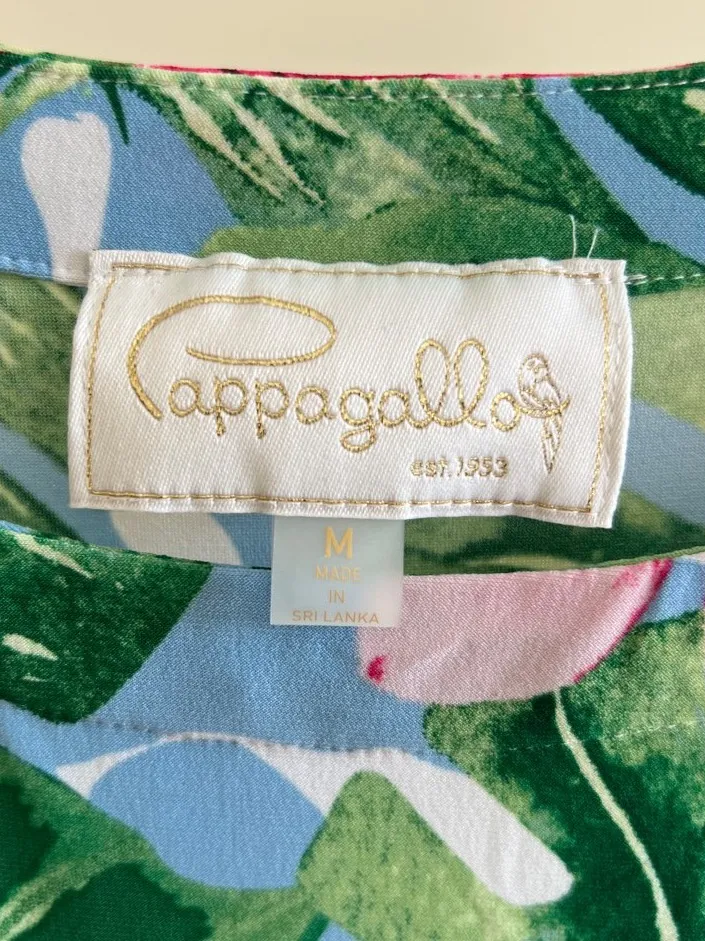 Pappagallo
est. 1953
M
MADE
IN
SRI LANKA